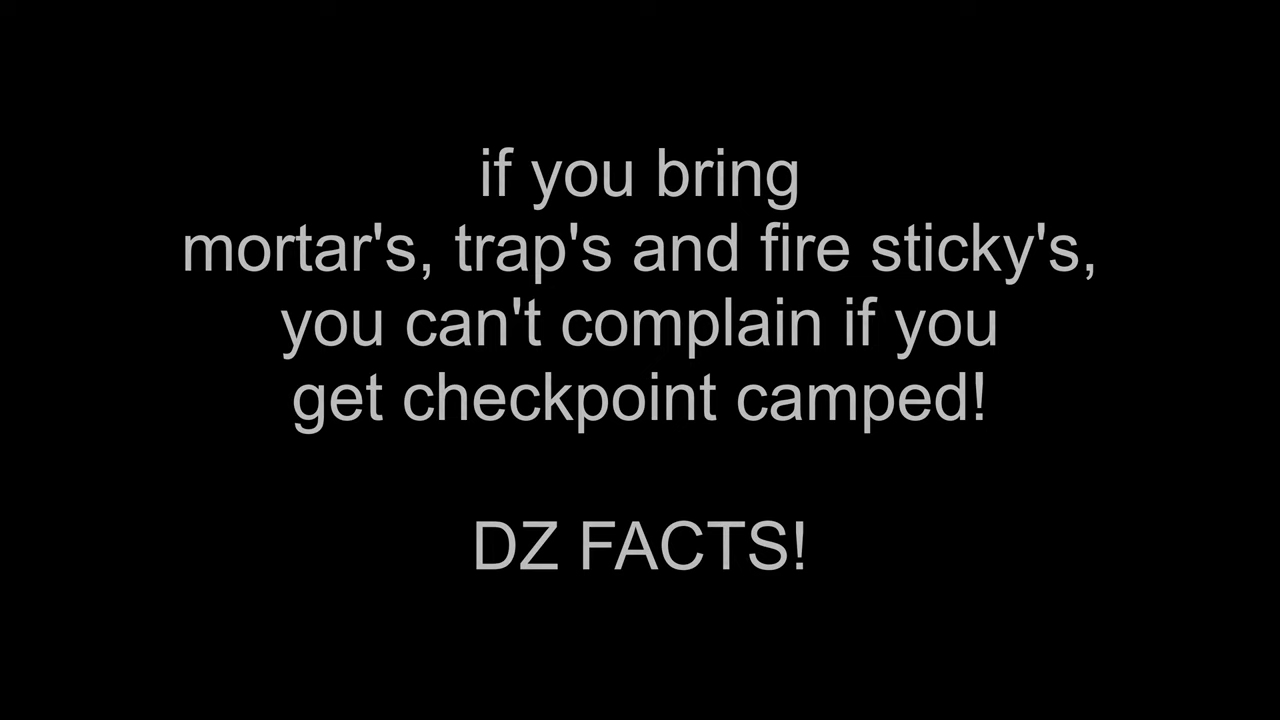 if you bring
mortar's, trap's and fire sticky's,
you can't complain if you
get checkpoint camped!
DZ FACTS!